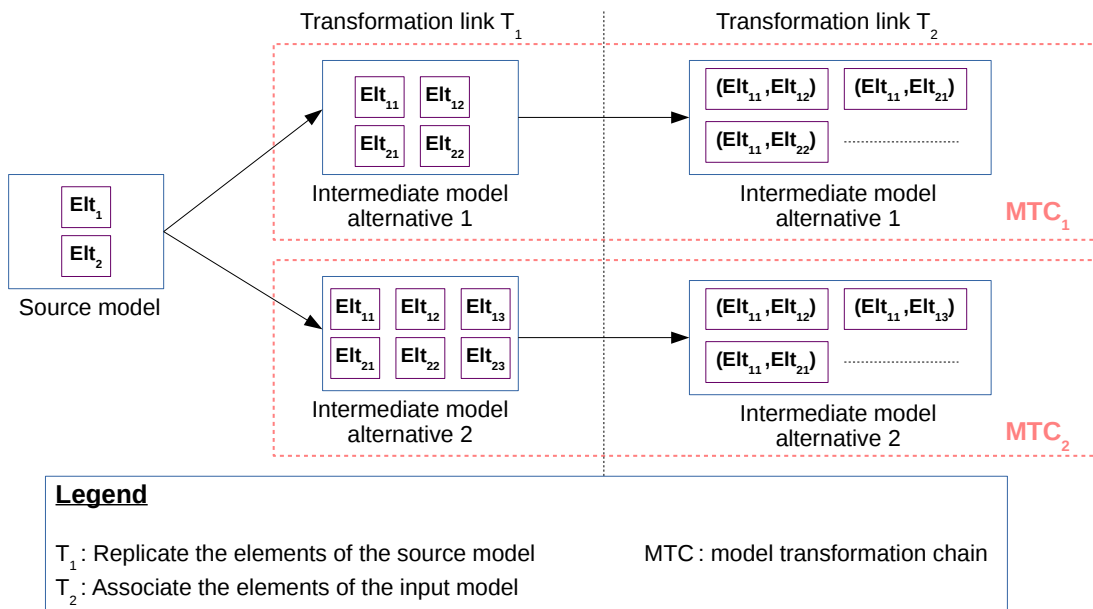 Transformation link T1
Transformation link T2
Elt11 Elt12
Elt21 Elt22
Intermediate model
alternative 1
(Elt11 ,Elt12) (Elt11 ,Elt21)
(Elt11 ,Elt22) ....................
Intermediate model
alternative 1
MTC1
Elt1
Elt2
Source model
Elt11 Elt12 Elt13
Elt21 Elt22 Elt23
Intermediate model
alternative 2
(Elt11 ,Elt12) (Elt11 ,Elt13)
(Elt11 ,Elt21) ....................
Intermediate model
alternative 2
MTC2
Legend
T1 : Replicate the elements of the source model
MTC : model transformation chain
T2 : Associate the elements of the input model